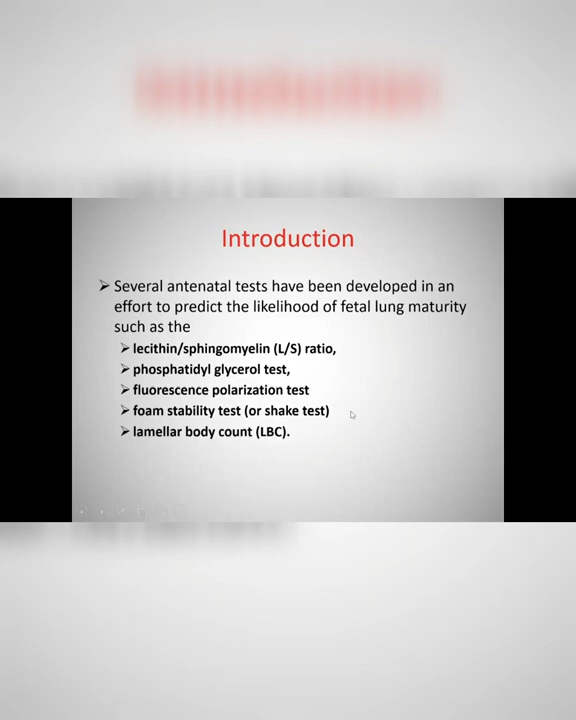 Introduction
➢ Several antenatal tests have been developed in an
effort to predict the likelihood of fetal lung maturity
such as the
➢ lecithin/sphingomyelin (L/S) ratio,
➢ phosphatidyl glycerol test,
➢ fluorescence polarization test
➢ foam stability test (or shake test)
➢ lamellar body count (LBC).